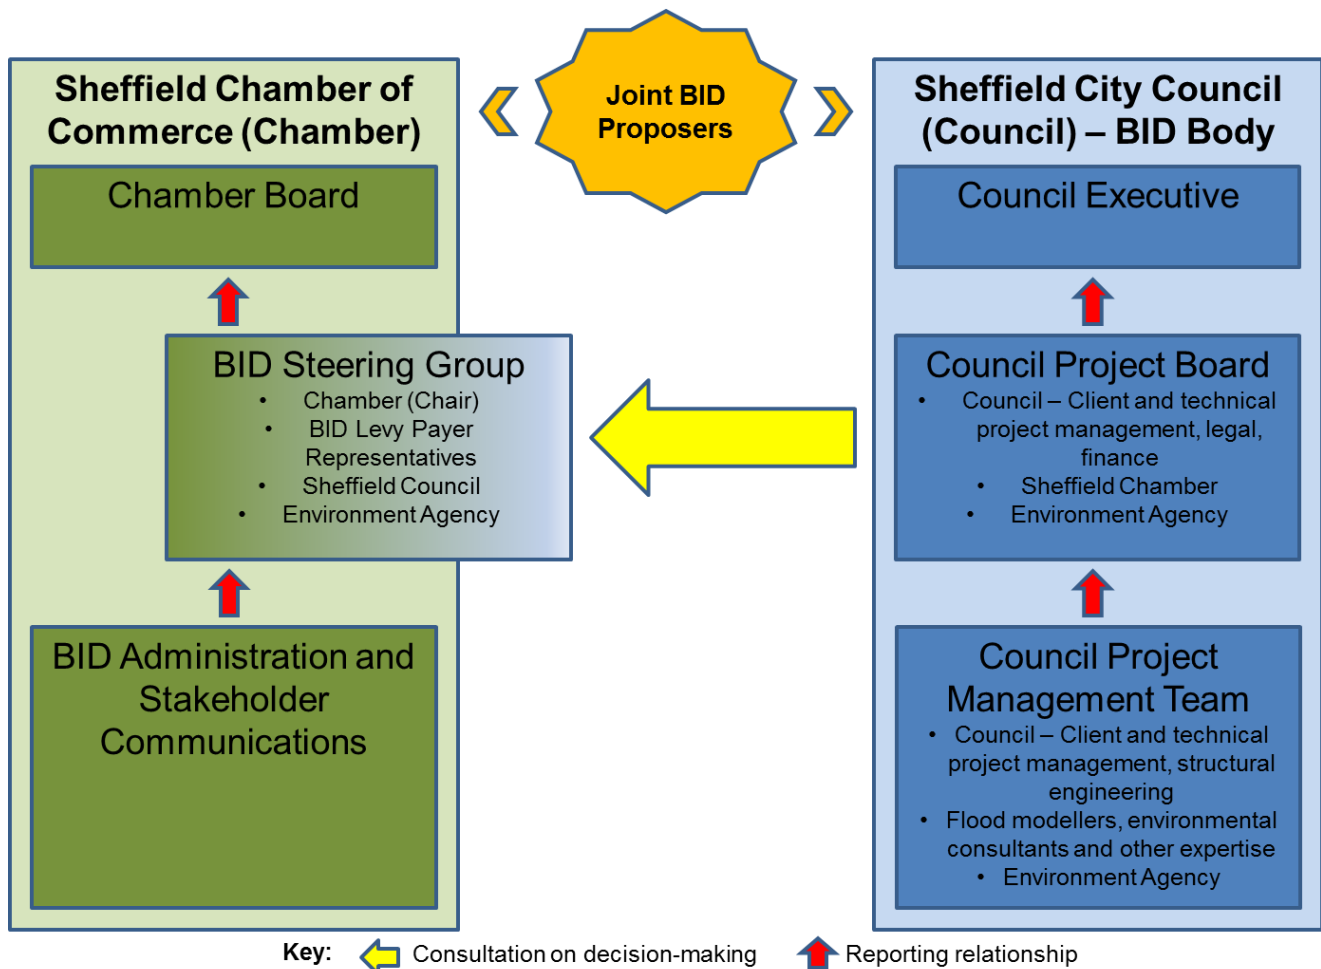 Sheffield Chamber of
Commerce (Chamber)
Joint BID
Proposers
Sheffield City Council
(Council) – BID Body
Chamber Board
Council Executive
BID Steering Group
• Chamber (Chair)
• BID Levy Payer
Representatives
• Sheffield Council
• Environment Agency
Council Project Board
• Council – Client and technical
project management, legal,
finance
• Sheffield Chamber
• Environment Agency
BID Administration and
Stakeholder
Communications
Council Project
Management Team
• Council – Client and technical
project management, structural
engineering
• Flood modellers, environmental
consultants and other expertise
• Environment Agency
Key: Consultation on decision-making Reporting relationship